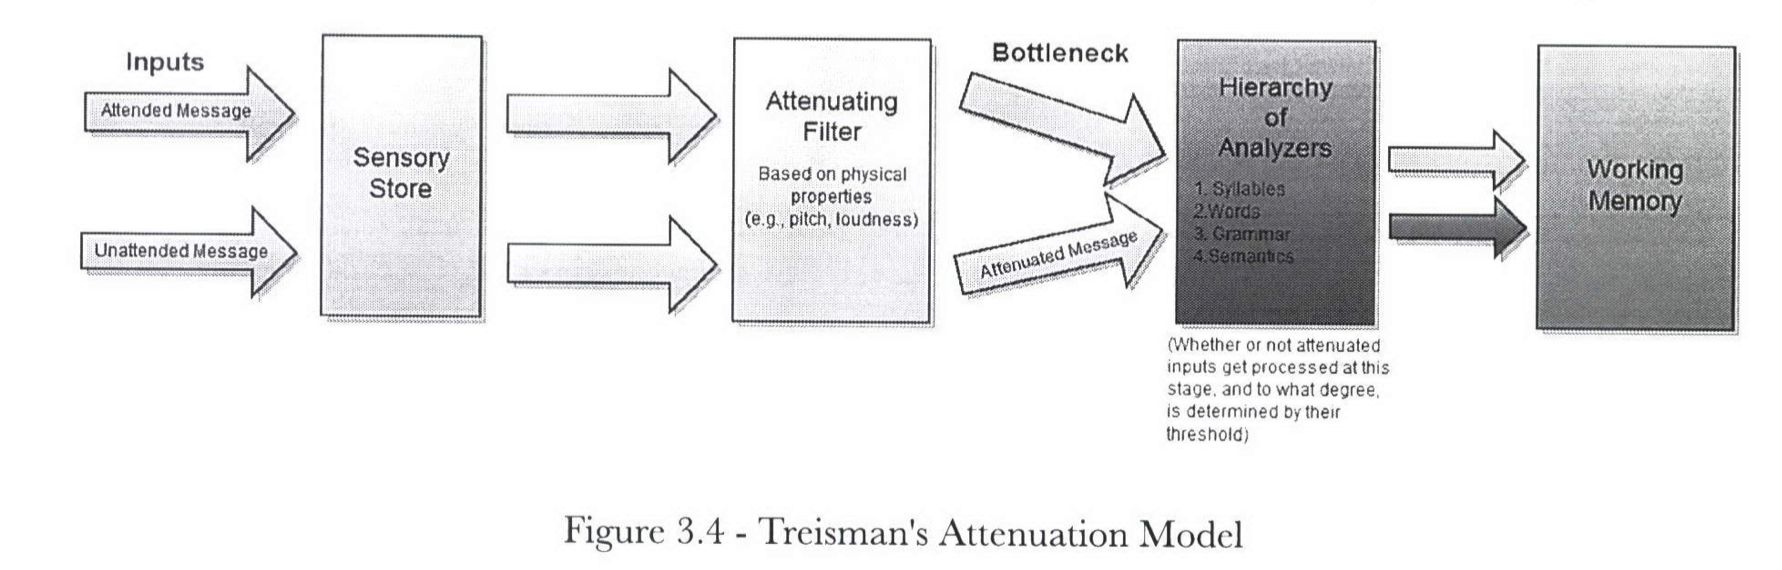 Inputs
Attended Message
Unattended Message
Sensory
Store
Attenuating
Filter
Based on physical
properties
(e.g., pitch, loudness)
Bottleneck
Attenuated Message
Hierarchy
of
Analyzers
1. Syllables
2.Words
3. Grammar
4.Semantics
(Whether or not attenuated
inputs get processed at this
stage, and to what degree,
is determined by their
threshold)
Working
Memory
Figure 3.4 - Treisman's Attenuation Model